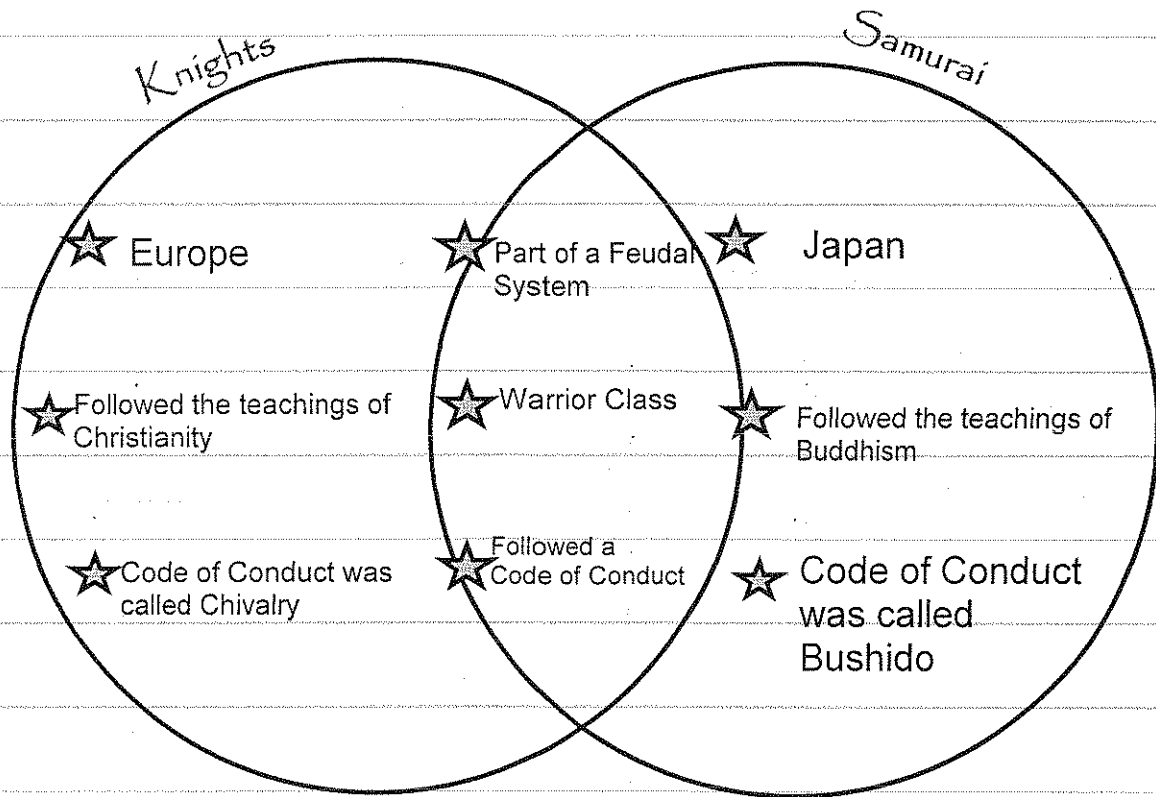 Knights
Samurai
Europe
Followed the teachings of
Christianity
Code of Conduct was
called Chivalry
Part of a Feudal
System
Warrior Class
Followed a
Code of Conduct
Japan
Followed the teachings of
Buddhism
Code of Conduct
was called
Bushido